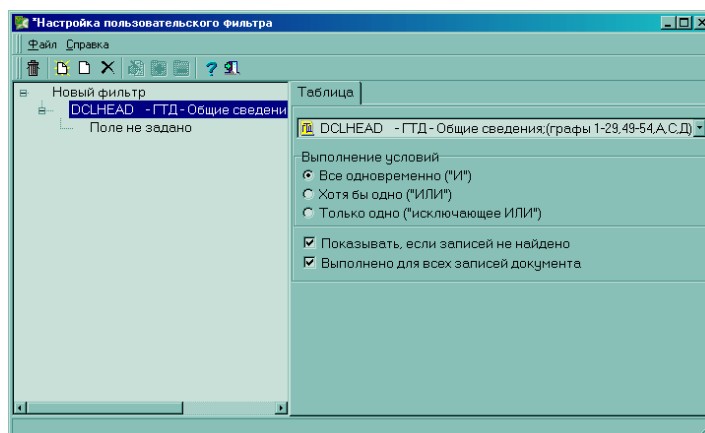 *Настройка пользовательского фильтра
Файл Справка
Новый фильтр
DCLHEAD - ГТД - Общие сведени
Поле не задано
Таблица
DCLHEAD - ГТД - Общие сведения;(графы 1-29,49-54,А,С,Д)
Выполнение условий
Все одновременно ("И")
Хотя бы одно ("ИЛИ")
Только одно ("исключающее ИЛИ")
Показывать, если записей не найдено
Выполнено для всех записей документа